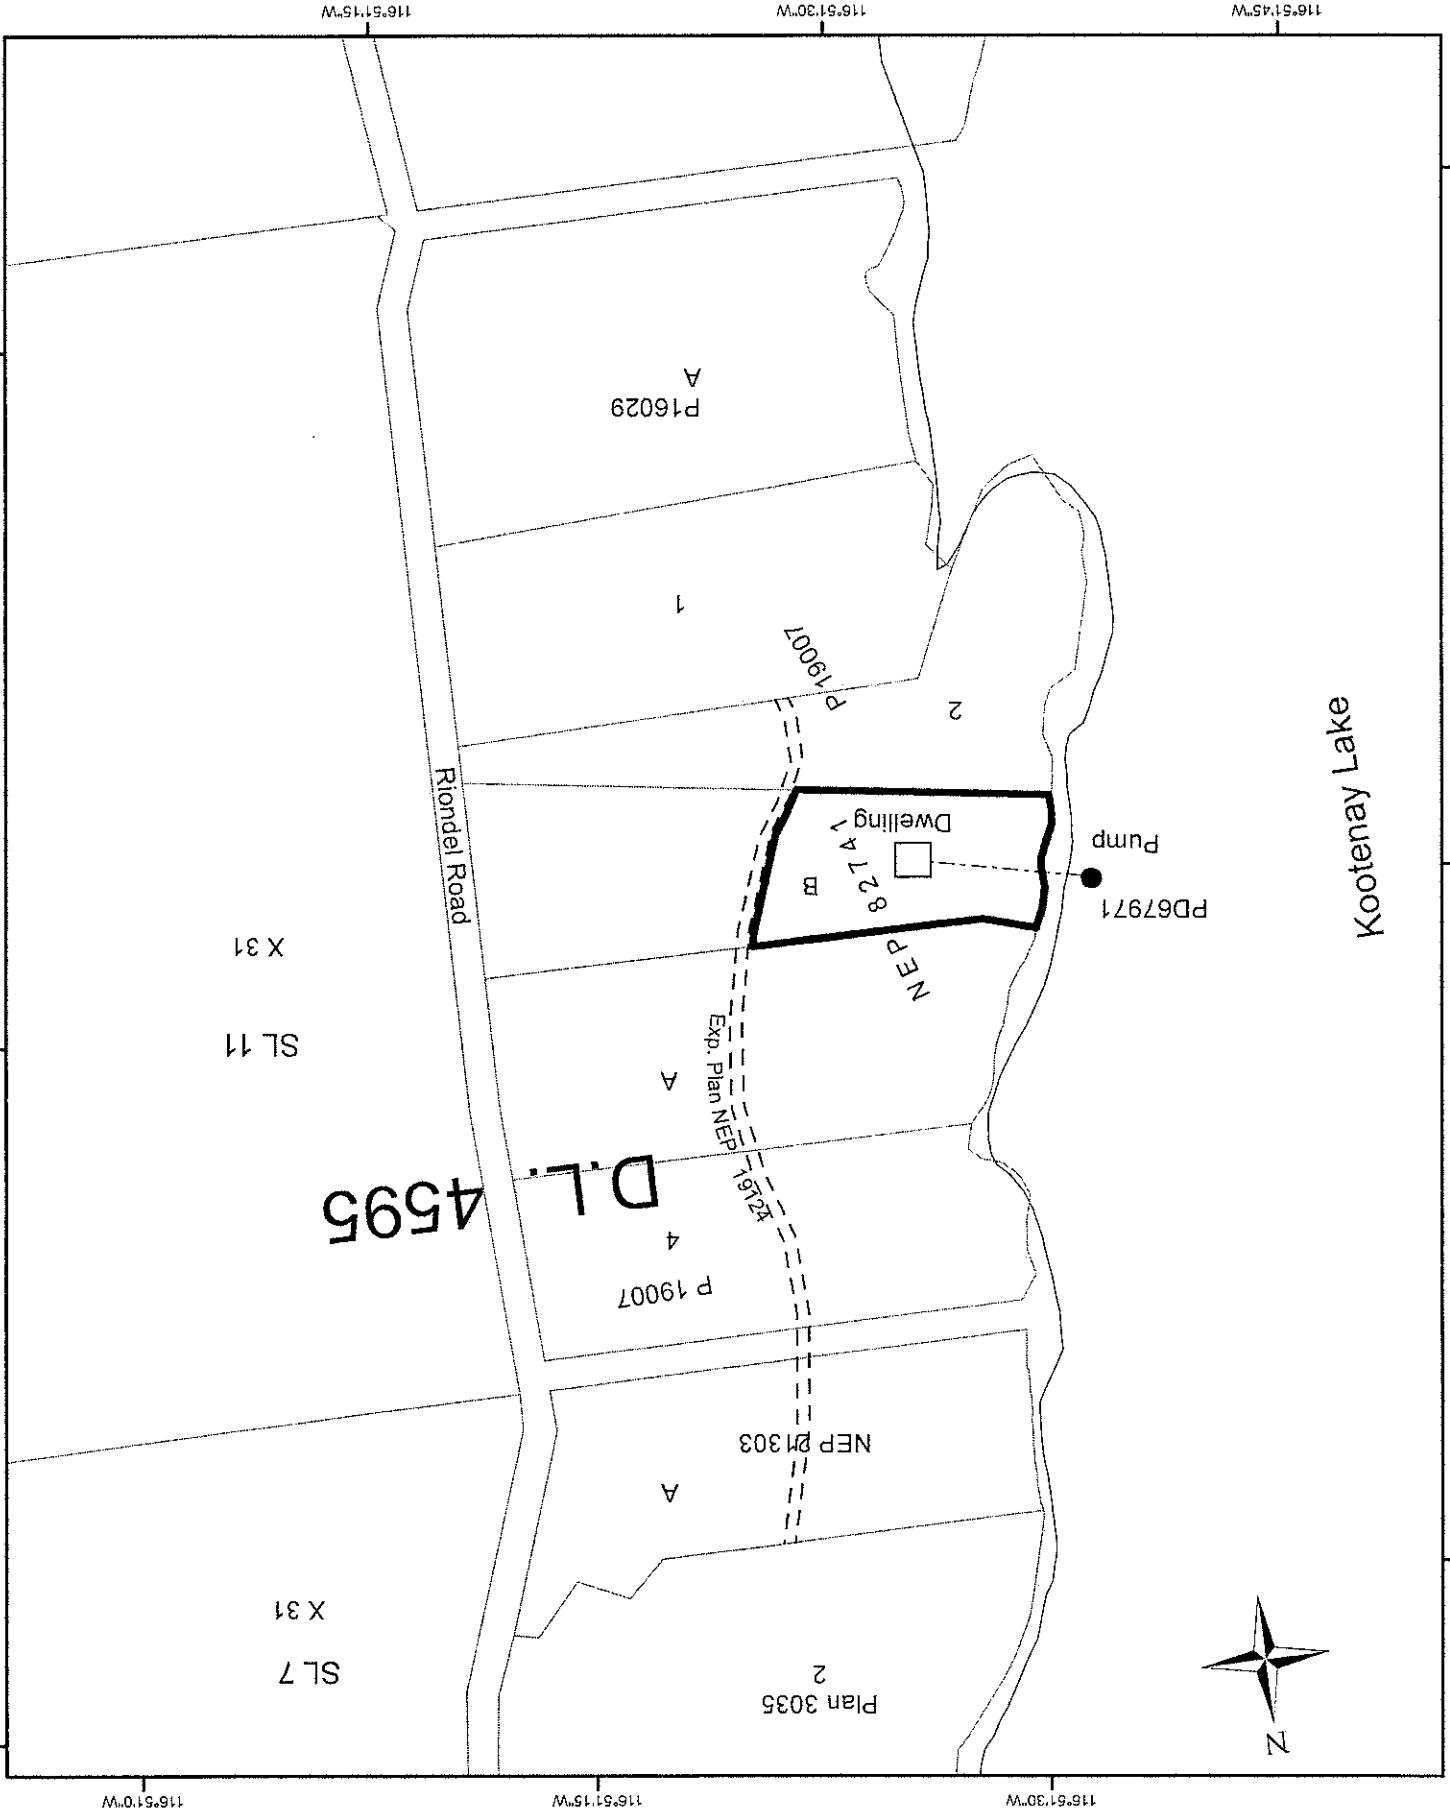 116°51'30"W
116°51'15"W
116°51'0"W
N
Plan 3035
2
SL 7
X 31
A
NEP 21303
P 19007
4
D.L. 4595
Exp. Plan NEP 19124
A
SL 11
X 31
Riondel Road
NEP 82741
B
Dwelling
PD67971
Pump
Kootenay Lake
2
P 19007
1
P16029
A
116°51'45"W
116°51'30"W
116°51'15"W